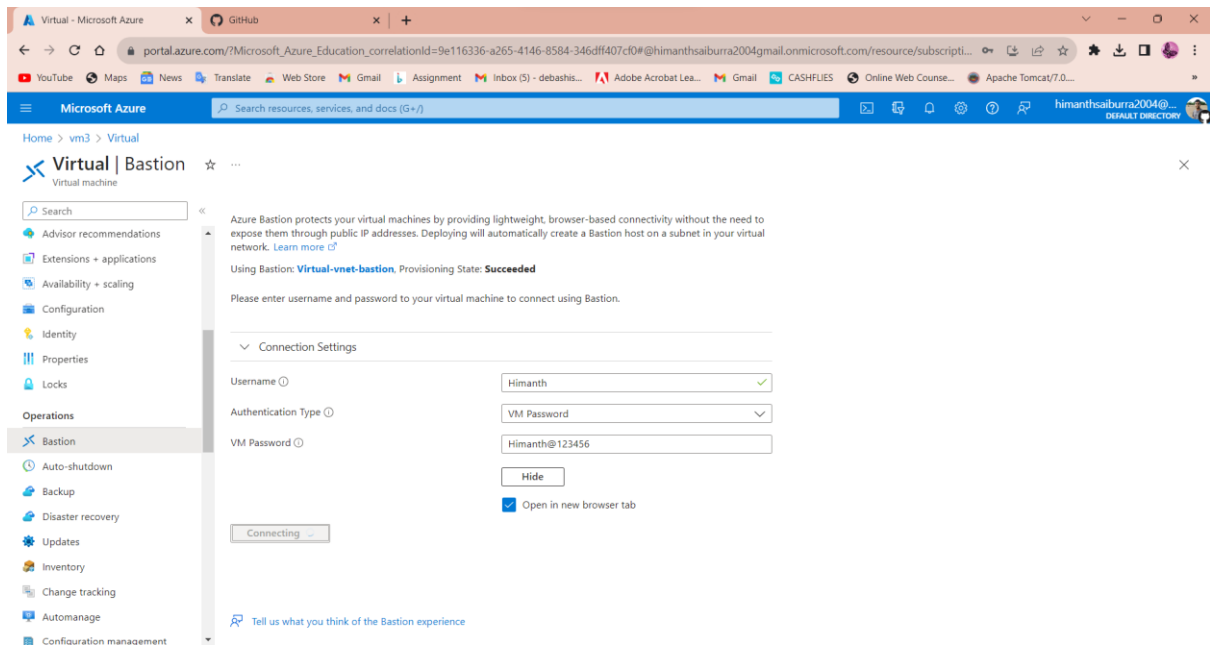 Virtual - Microsoft Azure
GitHub
portal.azure.com/?Microsoft_Azure_Education_correlationId=9e116336-a265-4146-8584-346dff407cf0#@himanthsaiburra2004gmail.onmicrosoft.com/resource/subscripti...
YouTube Maps News Translate Web Store Gmail Assignment Inbox (5) - debashis... Adobe Acrobat Lea... Gmail CASHFLIES Online Web Counse... Apache Tomcat/7.0.... »
Microsoft Azure
Search resources, services, and docs (G+/)
himanthsaiburra2004@...
DEFAULT DIRECTORY
Home > vm3 > Virtual
Virtual | Bastion
Virtual machine
Search
Advisor recommendations
Extensions + applications
Availability + scaling
Configuration
Identity
Properties
Locks
Operations
Bastion
Auto-shutdown
Backup
Disaster recovery
Updates
Inventory
Change tracking
Automanage
Configuration management
Azure Bastion protects your virtual machines by providing lightweight, browser-based connectivity without the need to
expose them through public IP addresses. Deploying will automatically create a Bastion host on a subnet in your virtual
network. Learn more
Using Bastion: Virtual-vnet-bastion, Provisioning State: Succeeded
Please enter username and password to your virtual machine to connect using Bastion.
Connection Settings
Username
Himanth
Authentication Type
VM Password
VM Password
Himanth@123456
Hide
Open in new browser tab
Connecting
Tell us what you think of the Bastion experience